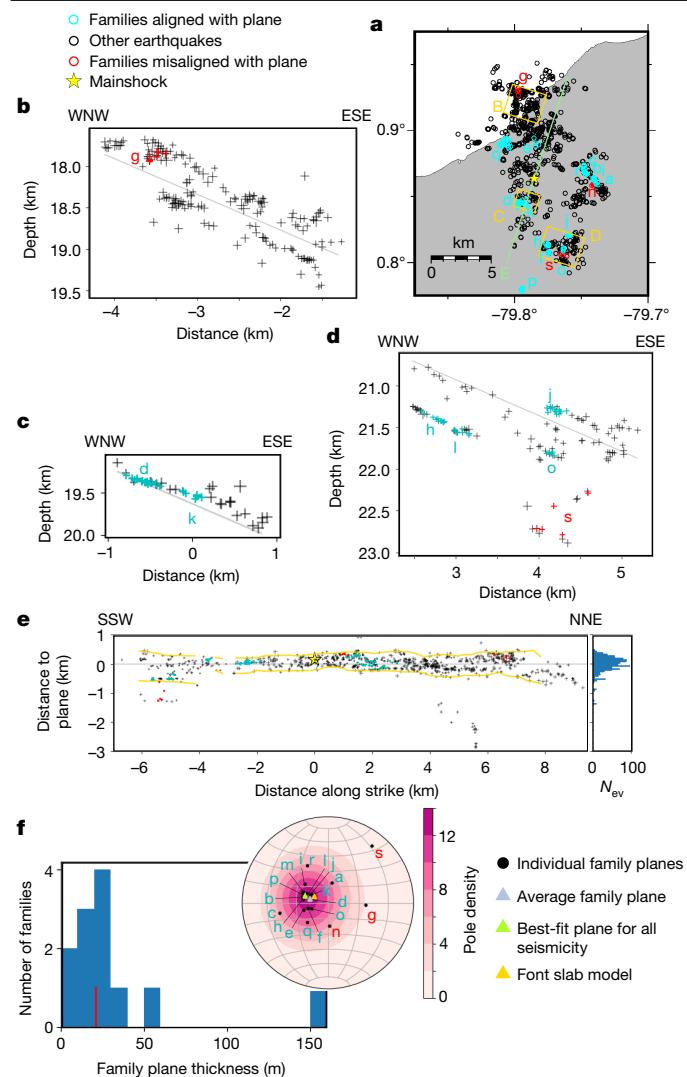 Families aligned with plane
Other earthquakes
Families misaligned with plane
Mainshock
a
g
B
0.9°
d
C
D
n
s
p
E
km
0 5
0.8°
−79.8° −79.7°
b
WNW ESE
g
18.0
18.5
19.0
19.5
Depth (km)
−4 −3 −2
Distance (km)
c
WNW ESE
d
k
19.5
20.0
Depth (km)
−1 0 1
Distance (km)
d
WNW ESE
j
h
l
o
s
21.0
21.5
22.0
22.5
23.0
Depth (km)
3 4 5
Distance (km)
e
SSW NNE
1
0
−1
−2
−3
Distance to
plane (km)
−6 −4 −2 0 2 4 6 8
Distance along strike (km)
0 100
N_ev
f
4
2
0
Number of families
0 50 100 150
Family plane thickness (m)
m i r l j
p a
b k d
c o
h e q f n
g
s
12
8
4
0
Pole density
Individual family planes
Average family plane
Best-fit plane for all
seismicity
Font slab model